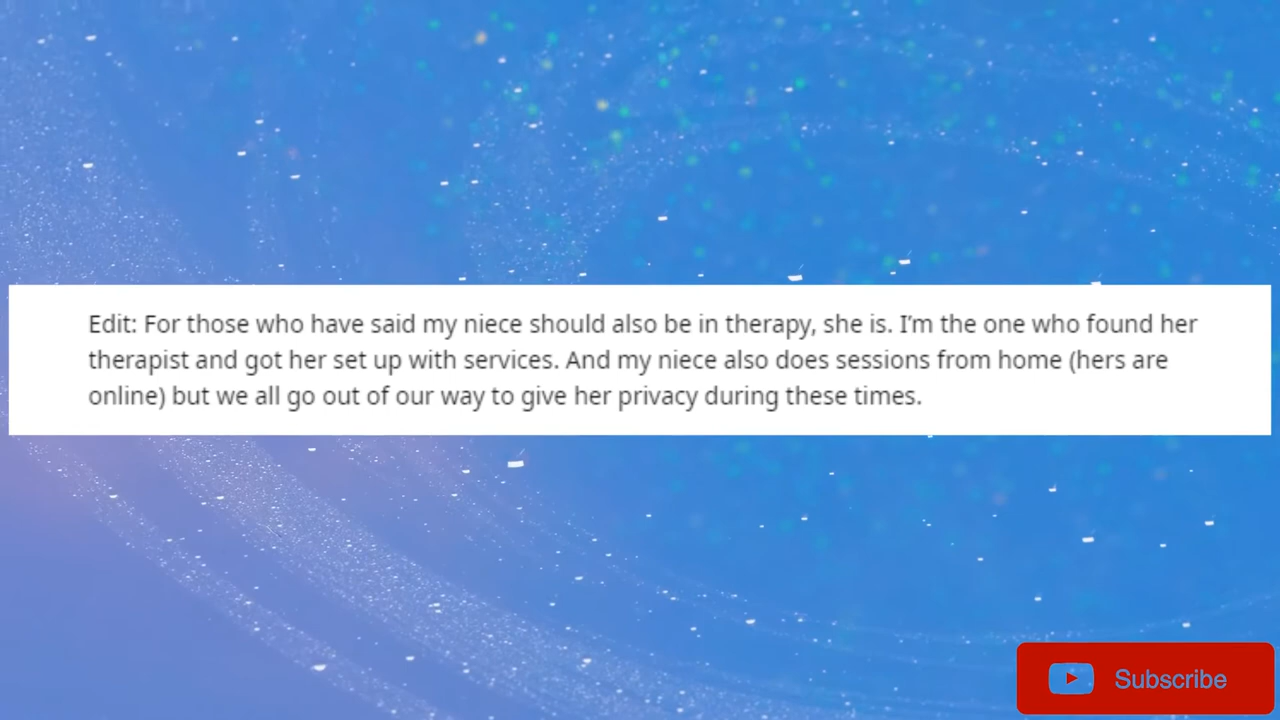 Edit: For those who have said my niece should also be in therapy, she is. I’m the one who found her
therapist and got her set up with services. And my niece also does sessions from home (hers are
online) but we all go out of our way to give her privacy during these times.
Subscribe